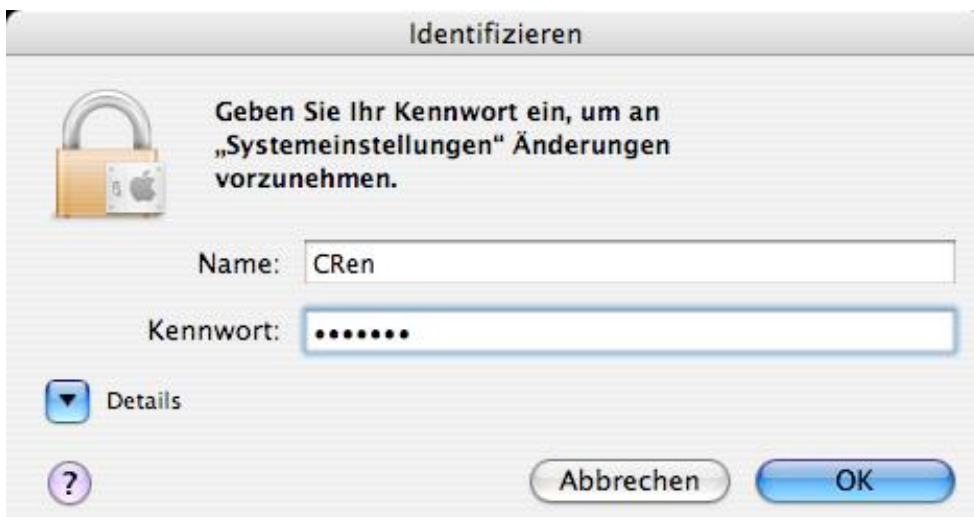 Identifizieren
Geben Sie Ihr Kennwort ein, um an
„Systemeinstellungen“ Änderungen
vorzunehmen.
Name: CRen
Kennwort: •••••••
Details
? Abbrechen OK